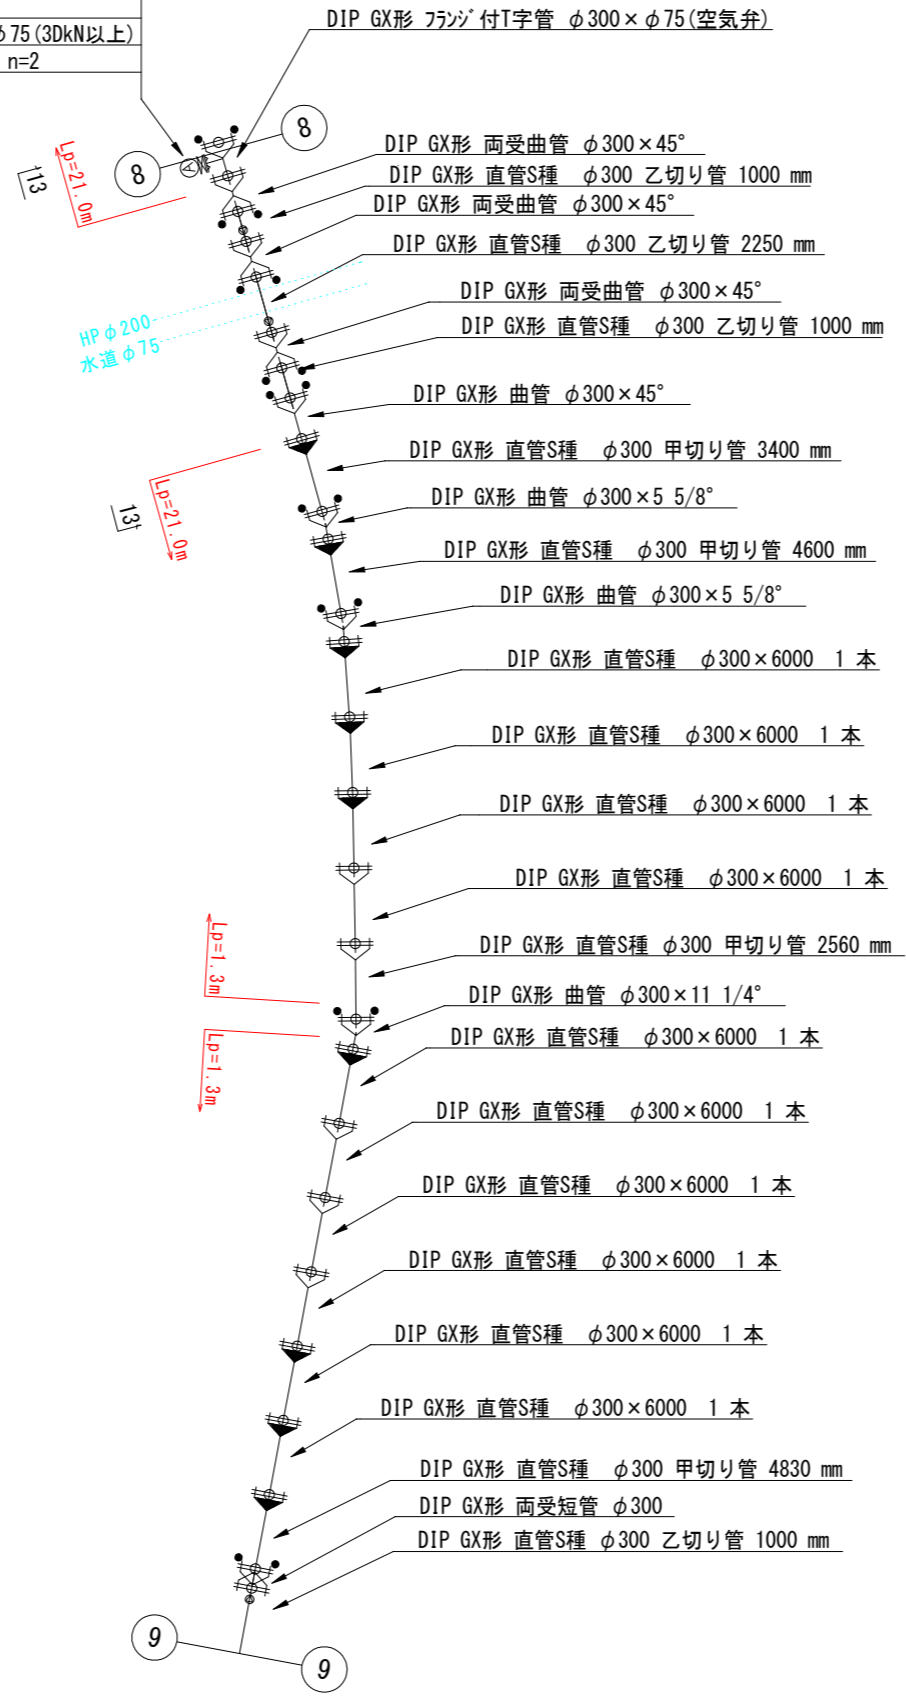 DIP GX形 フランジ付T字管 φ300×φ75(空気弁)
φ75(3DkN以上)
n=2
8
8
Lp=21.0m
13
DIP GX形 両受曲管 φ300×45°
DIP GX形 直管S種 φ300 乙切り管 1000 mm
DIP GX形 両受曲管 φ300×45°
DIP GX形 直管S種 φ300 乙切り管 2250 mm
DIP GX形 両受曲管 φ300×45°
HPφ200
水道φ75
DIP GX形 直管S種 φ300 乙切り管 1000 mm
DIP GX形 曲管 φ300×45°
DIP GX形 直管S種 φ300 甲切り管 3400 mm
Lp=21.0m
13
DIP GX形 曲管 φ300×5 5/8°
DIP GX形 直管S種 φ300 甲切り管 4600 mm
DIP GX形 曲管 φ300×5 5/8°
DIP GX形 直管S種 φ300×6000 1 本
DIP GX形 直管S種 φ300×6000 1 本
DIP GX形 直管S種 φ300×6000 1 本
DIP GX形 直管S種 φ300×6000 1 本
DIP GX形 直管S種 φ300 甲切り管 2560 mm
Lp=1.3m
DIP GX形 曲管 φ300×11 1/4°
DIP GX形 直管S種 φ300×6000 1 本
Lp=1.3m
DIP GX形 直管S種 φ300×6000 1 本
DIP GX形 直管S種 φ300×6000 1 本
DIP GX形 直管S種 φ300×6000 1 本
DIP GX形 直管S種 φ300×6000 1 本
DIP GX形 直管S種 φ300×6000 1 本
DIP GX形 直管S種 φ300 甲切り管 4830 mm
DIP GX形 両受短管 φ300
DIP GX形 直管S種 φ300 乙切り管 1000 mm
9
9